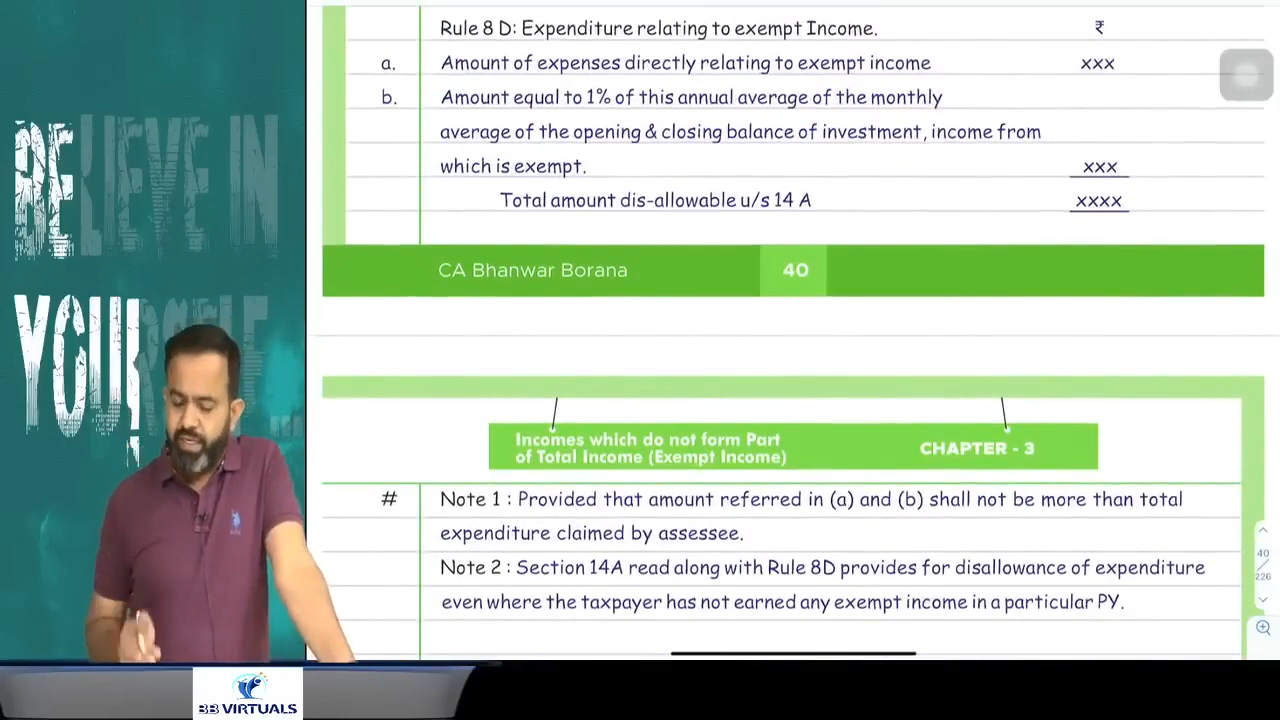 BELIEVE IN
YOURSELF...
Rule 8 D: Expenditure relating to exempt Income. ₹
a. Amount of expenses directly relating to exempt income xxx
b. Amount equal to 1% of this annual average of the monthly
average of the opening & closing balance of investment, income from
which is exempt. xxx
Total amount dis-allowable u/s 14 A xxxx
CA Bhanwar Borana 40
Incomes which do not form Part
of Total Income (Exempt Income)
CHAPTER - 3
# Note 1 : Provided that amount referred in (a) and (b) shall not be more than total
expenditure claimed by assessee.
Note 2 : Section 14A read along with Rule 8D provides for disallowance of expenditure
even where the taxpayer has not earned any exempt income in a particular PY.
40
226
BB VIRTUALS